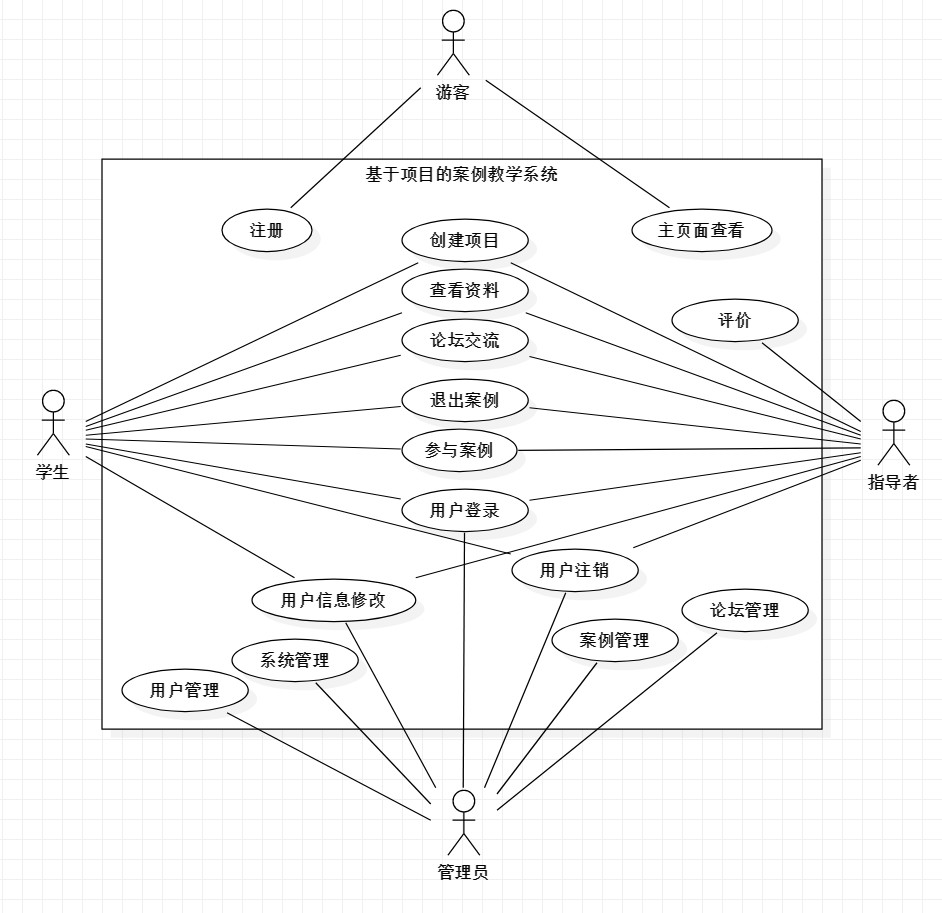 游客
基于项目的案例教学系统
注册
主页面查看
创建项目
查看资料
评价
论坛交流
退出案例
参与案例
学生
指导者
用户登录
用户注销
用户信息修改
论坛管理
案例管理
系统管理
用户管理
管理员